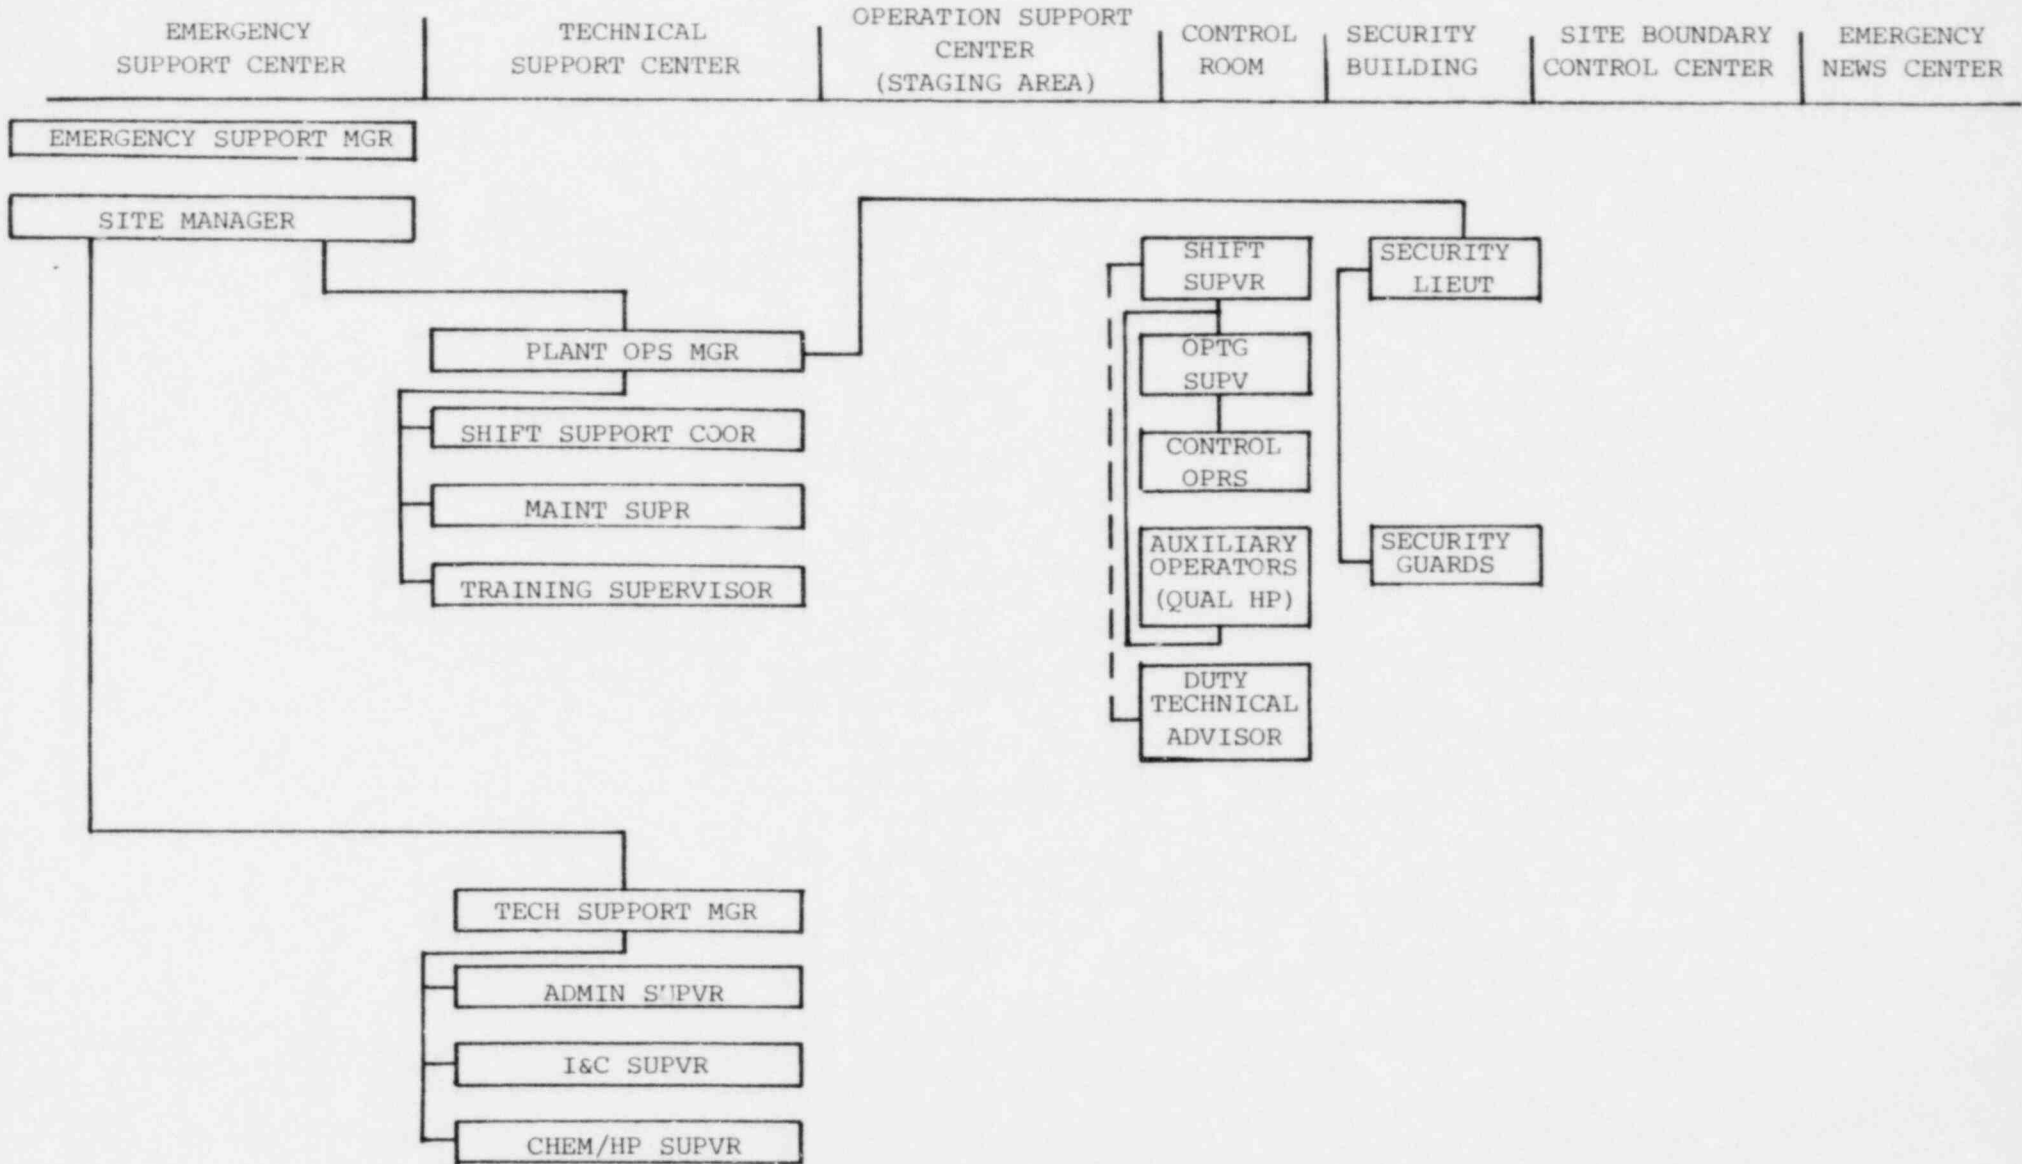 EMERGENCY
SUPPORT CENTER
TECHNICAL
SUPPORT CENTER
OPERATION SUPPORT
CENTER
(STAGING AREA)
CONTROL
ROOM
SECURITY
BUILDING
SITE BOUNDARY
CONTROL CENTER
EMERGENCY
NEWS CENTER
EMERGENCY SUPPORT MGR
SITE MANAGER
PLANT OPS MGR
SHIFT SUPPORT COOR
MAINT SUPR
TRAINING SUPERVISOR
TECH SUPPORT MGR
ADMIN SUPVR
I&C SUPVR
CHEM/HP SUPVR
SHIFT
SUPVR
OPTG
SUPV
CONTROL
OPRS
AUXILIARY
OPERATORS
(QUAL HP)
DUTY
TECHNICAL
ADVISOR
SECURITY
LIEUT
SECURITY
GUARDS